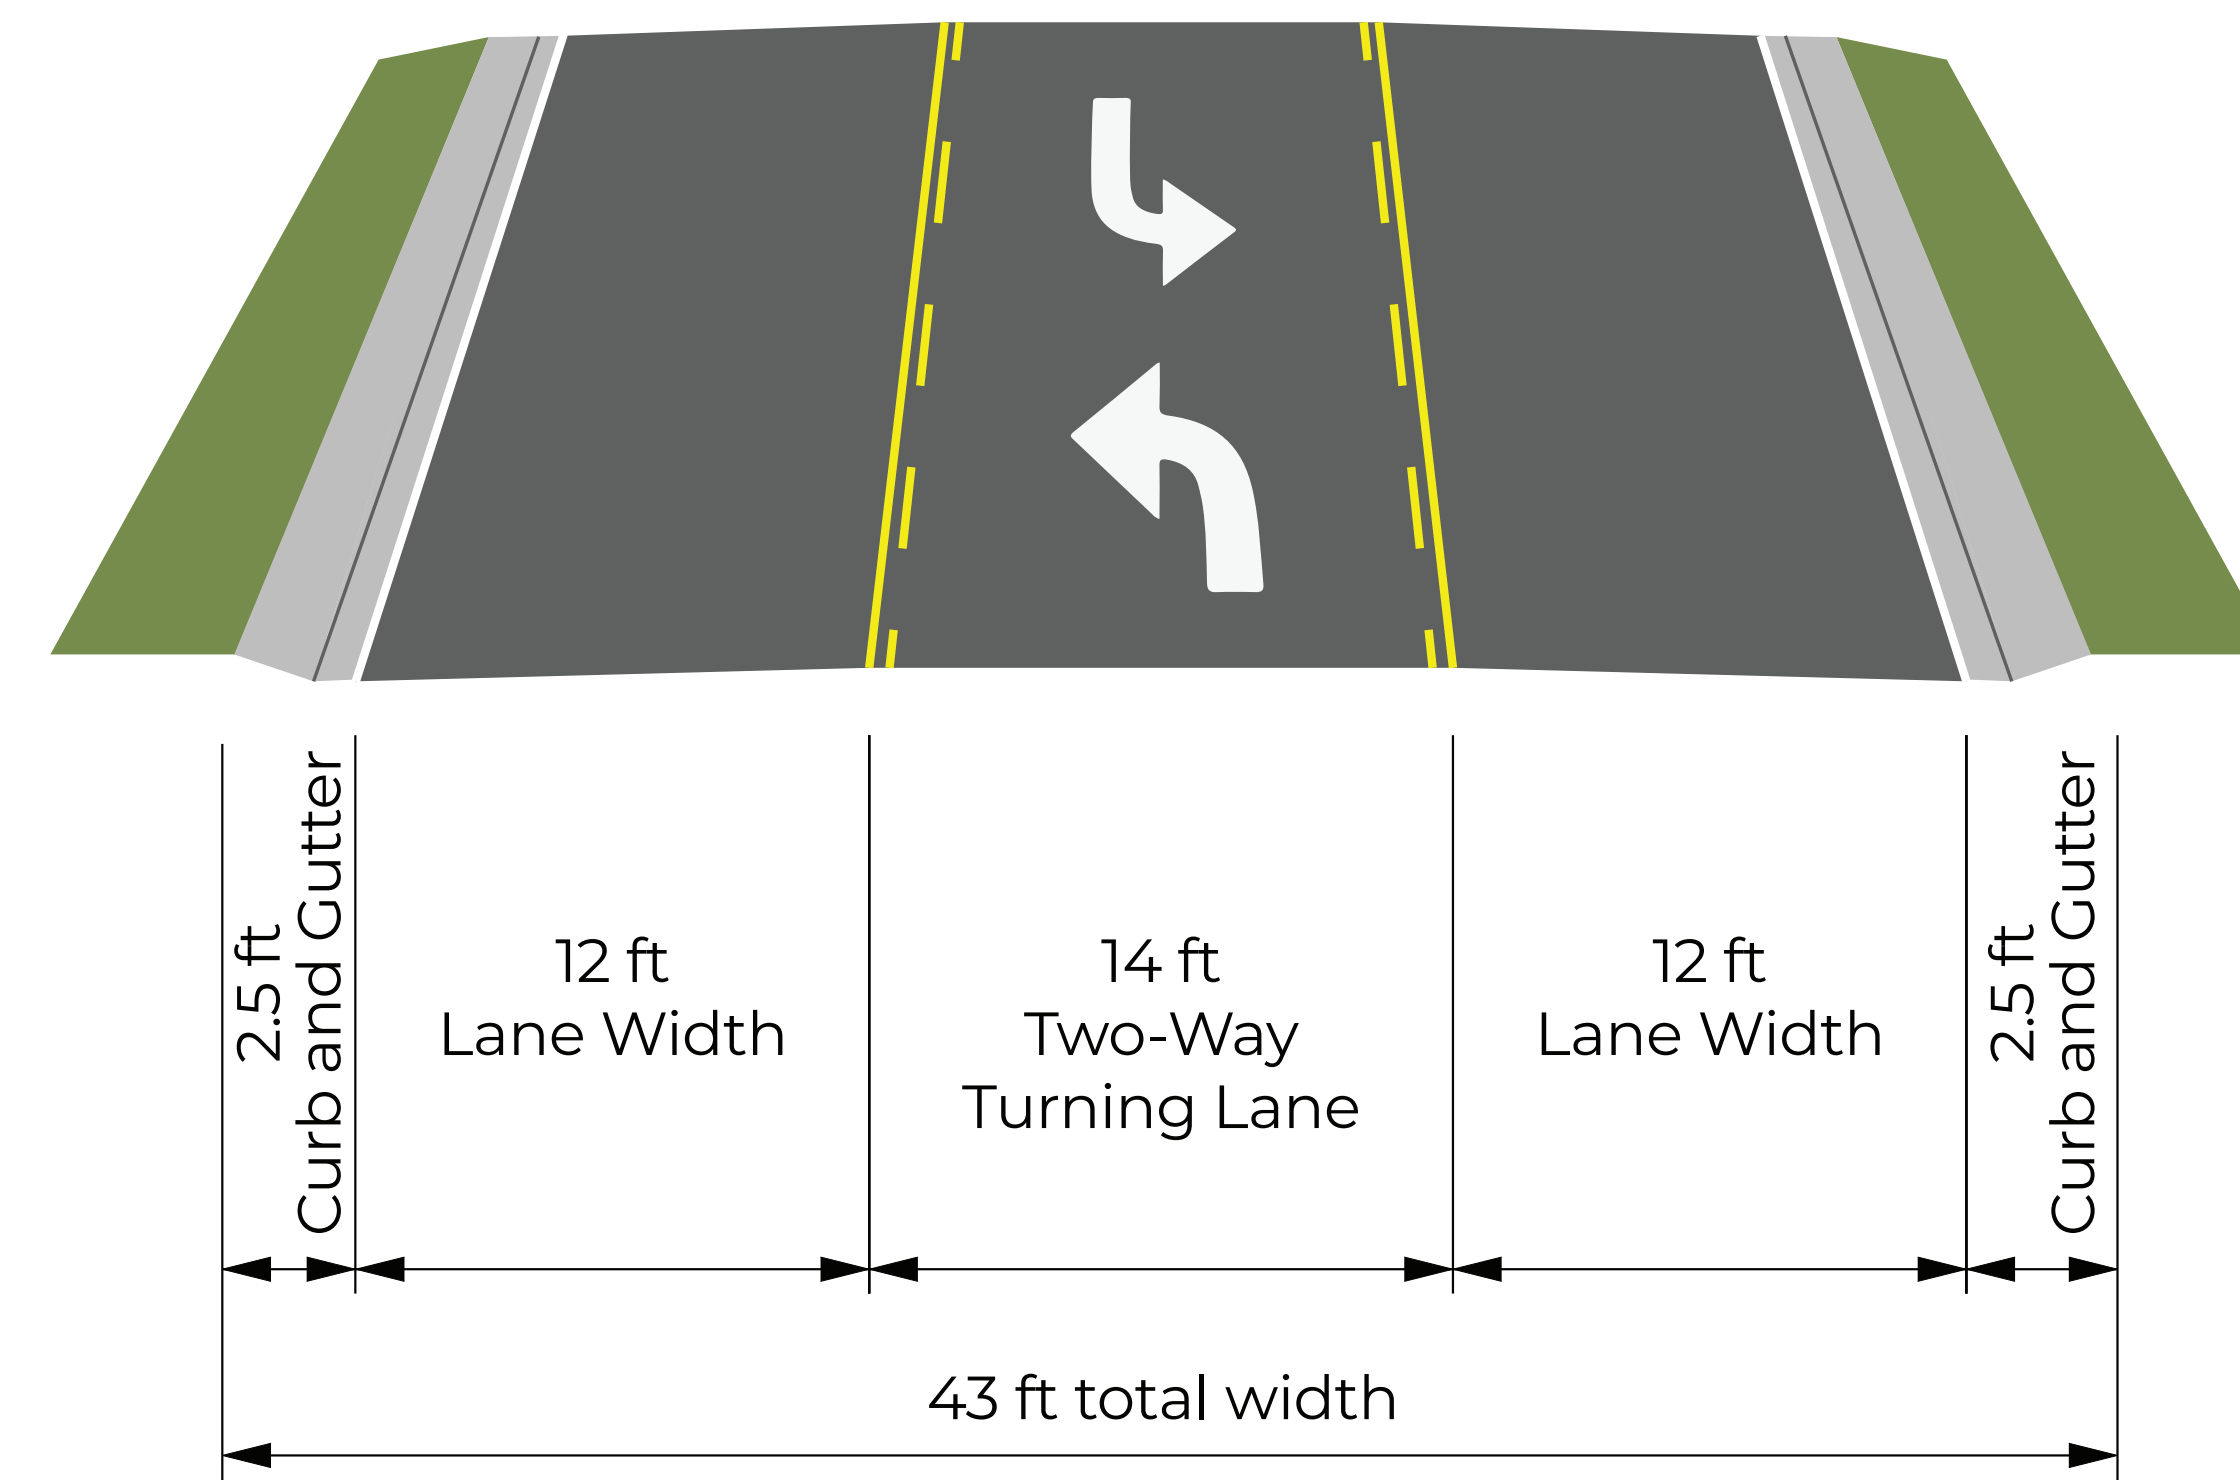 2.5 ft
Curb and Gutter
12 ft
Lane Width
14 ft
Two-Way
Turning Lane
12 ft
Lane Width
2.5 ft
Curb and Gutter
43 ft total width